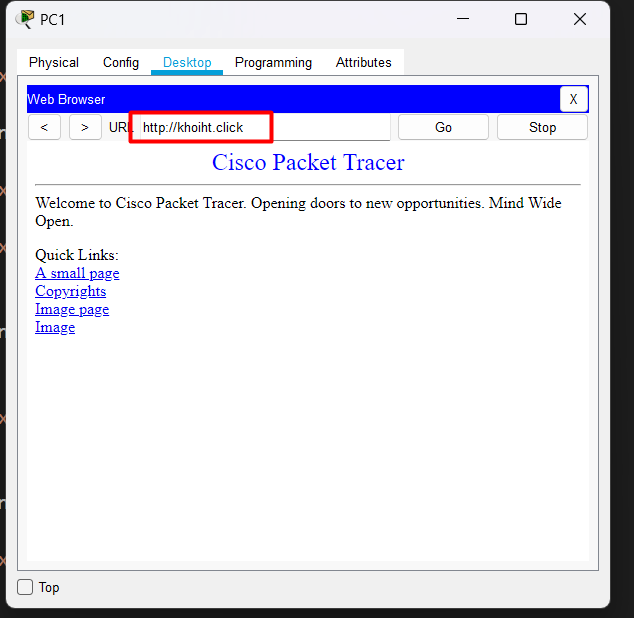 PC1
Physical Config Desktop Programming Attributes
Web Browser X
< > URL http://khoiht.click Go Stop
Cisco Packet Tracer
Welcome to Cisco Packet Tracer. Opening doors to new opportunities. Mind Wide
Open.
Quick Links:
A small page
Copyrights
Image page
Image
Top